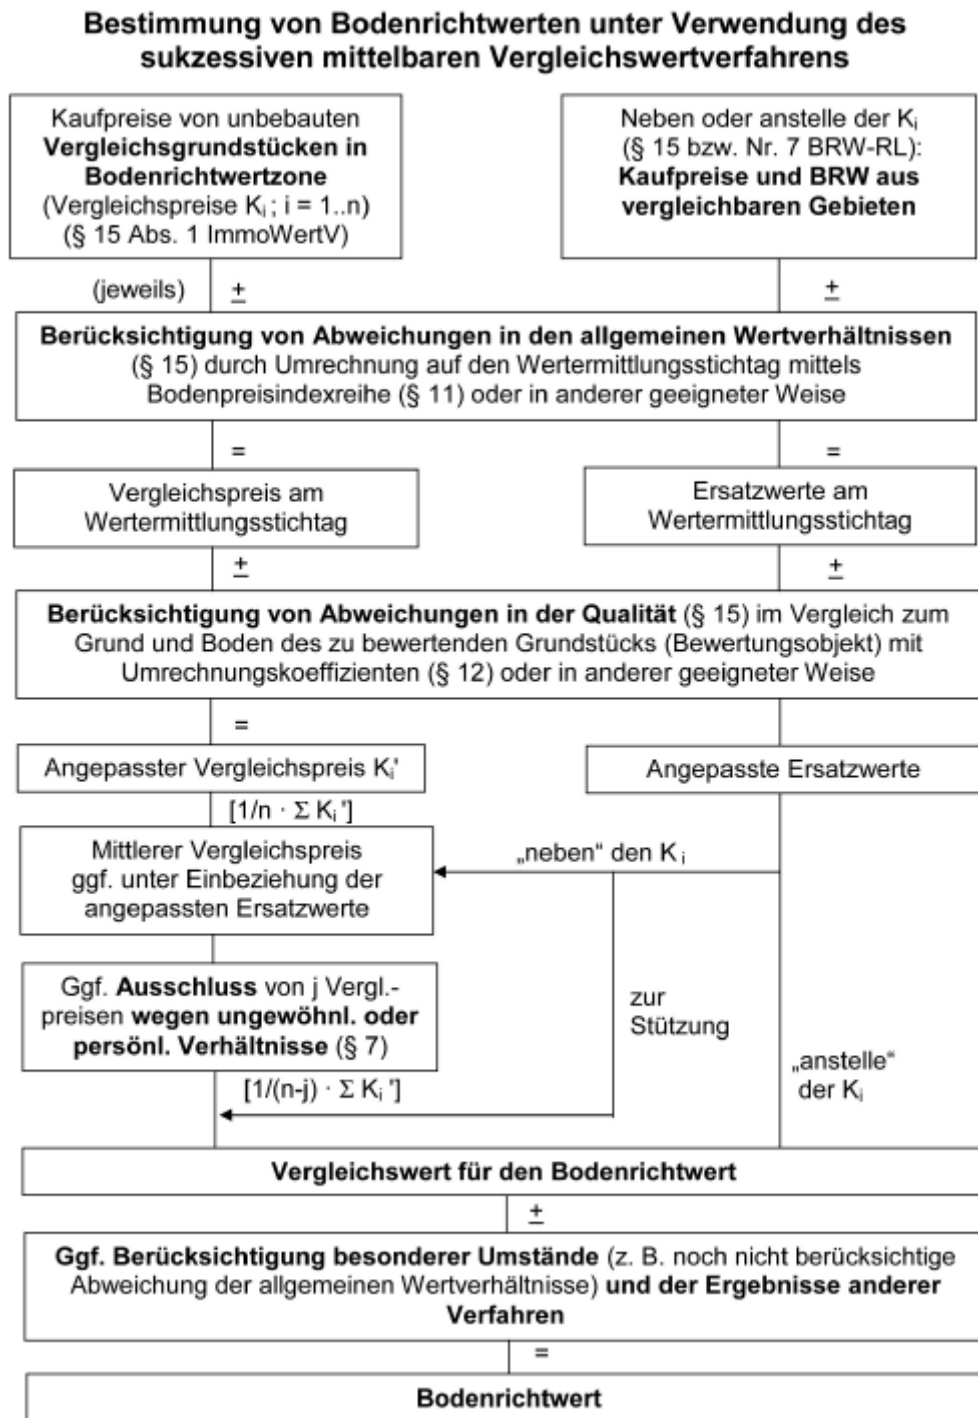 Bestimmung von Bodenrichtwerten unter Verwendung des
sukzessiven mittelbaren Vergleichswertverfahrens
Kaufpreise von unbebauten
Vergleichsgrundstücken in
Bodenrichtwertzone
(Vergleichspreise Ki ; i = 1..n)
(§ 15 Abs. 1 ImmoWertV)
Neben oder anstelle der Ki
(§ 15 bzw. Nr. 7 BRW-RL):
Kaufpreise und BRW aus
vergleichbaren Gebieten
(jeweils) ±
±
Berücksichtigung von Abweichungen in den allgemeinen Wertverhältnissen
(§ 15) durch Umrechnung auf den Wertermittlungsstichtag mittels
Bodenpreisindexreihe (§ 11) oder in anderer geeigneter Weise
=
=
Vergleichspreis am
Wertermittlungsstichtag
Ersatzwerte am
Wertermittlungsstichtag
±
±
Berücksichtigung von Abweichungen in der Qualität (§ 15) im Vergleich zum
Grund und Boden des zu bewertenden Grundstücks (Bewertungsobjekt) mit
Umrechnungskoeffizienten (§ 12) oder in anderer geeigneter Weise
=
Angepasster Vergleichspreis Ki'
Angepasste Ersatzwerte
[1/n · Σ Ki ']
Mittlerer Vergleichspreis
ggf. unter Einbeziehung der
angepassten Ersatzwerte
„neben“ den Ki
Ggf. Ausschluss von j Vergl.-
preisen wegen ungewöhnl. oder
persönl. Verhältnisse (§ 7)
zur
Stützung
„anstelle“
der Ki
[1/(n-j) · Σ Ki ']
Vergleichswert für den Bodenrichtwert
±
Ggf. Berücksichtigung besonderer Umstände (z. B. noch nicht berücksichtige
Abweichung der allgemeinen Wertverhältnisse) und der Ergebnisse anderer
Verfahren
=
Bodenrichtwert